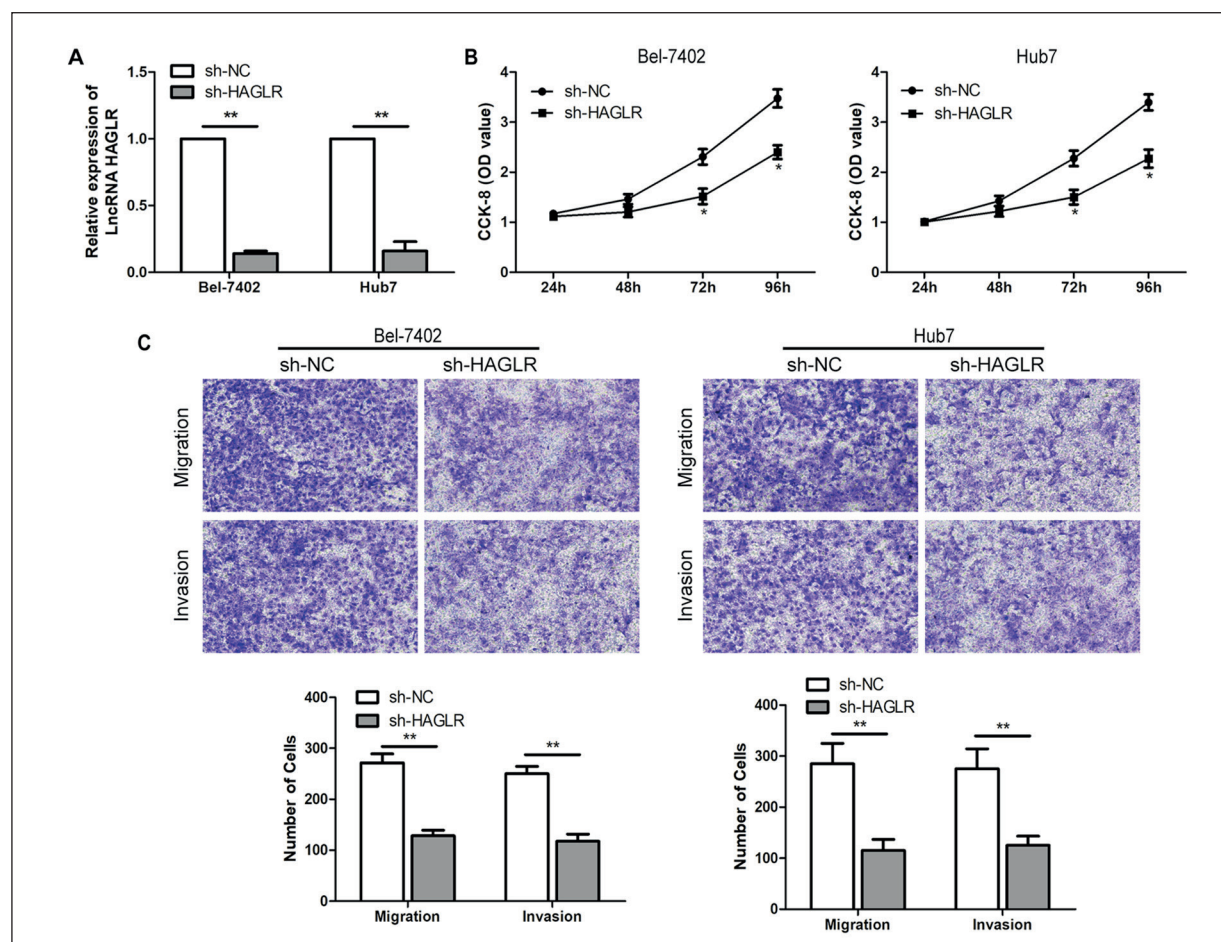 A
sh-NC
sh-HAGLR
Relative expression of
LncRNA HAGLR
1.5
1.0
0.5
0.0
**
**
Bel-7402
Hub7
B
Bel-7402
sh-NC
sh-HAGLR
CCK-8 (OD value)
4
3
2
1
0
*
*
24h
48h
72h
96h
Hub7
sh-NC
sh-HAGLR
CCK-8 (OD value)
4
3
2
1
0
*
*
24h
48h
72h
96h
C
Bel-7402
sh-NC
sh-HAGLR
Hub7
sh-NC
sh-HAGLR
Migration
Invasion
Migration
Invasion
sh-NC
sh-HAGLR
Number of Cells
400
300
200
100
0
**
**
Migration
Invasion
sh-NC
sh-HAGLR
Number of Cells
400
300
200
100
0
**
**
Migration
Invasion